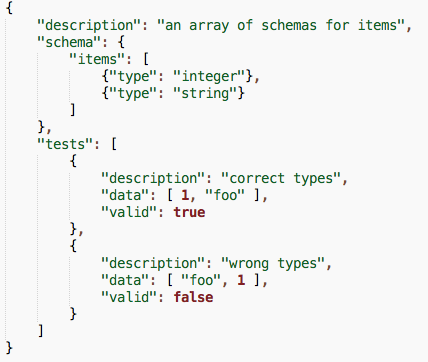 {
    "description": "an array of schemas for items",
    "schema": {
        "items": [
            {"type": "integer"},
            {"type": "string"}
        ]
    },
    "tests": [
        {
            "description": "correct types",
            "data": [ 1, "foo" ],
            "valid": true
        },
        {
            "description": "wrong types",
            "data": [ "foo", 1 ],
            "valid": false
        }
    ]
}